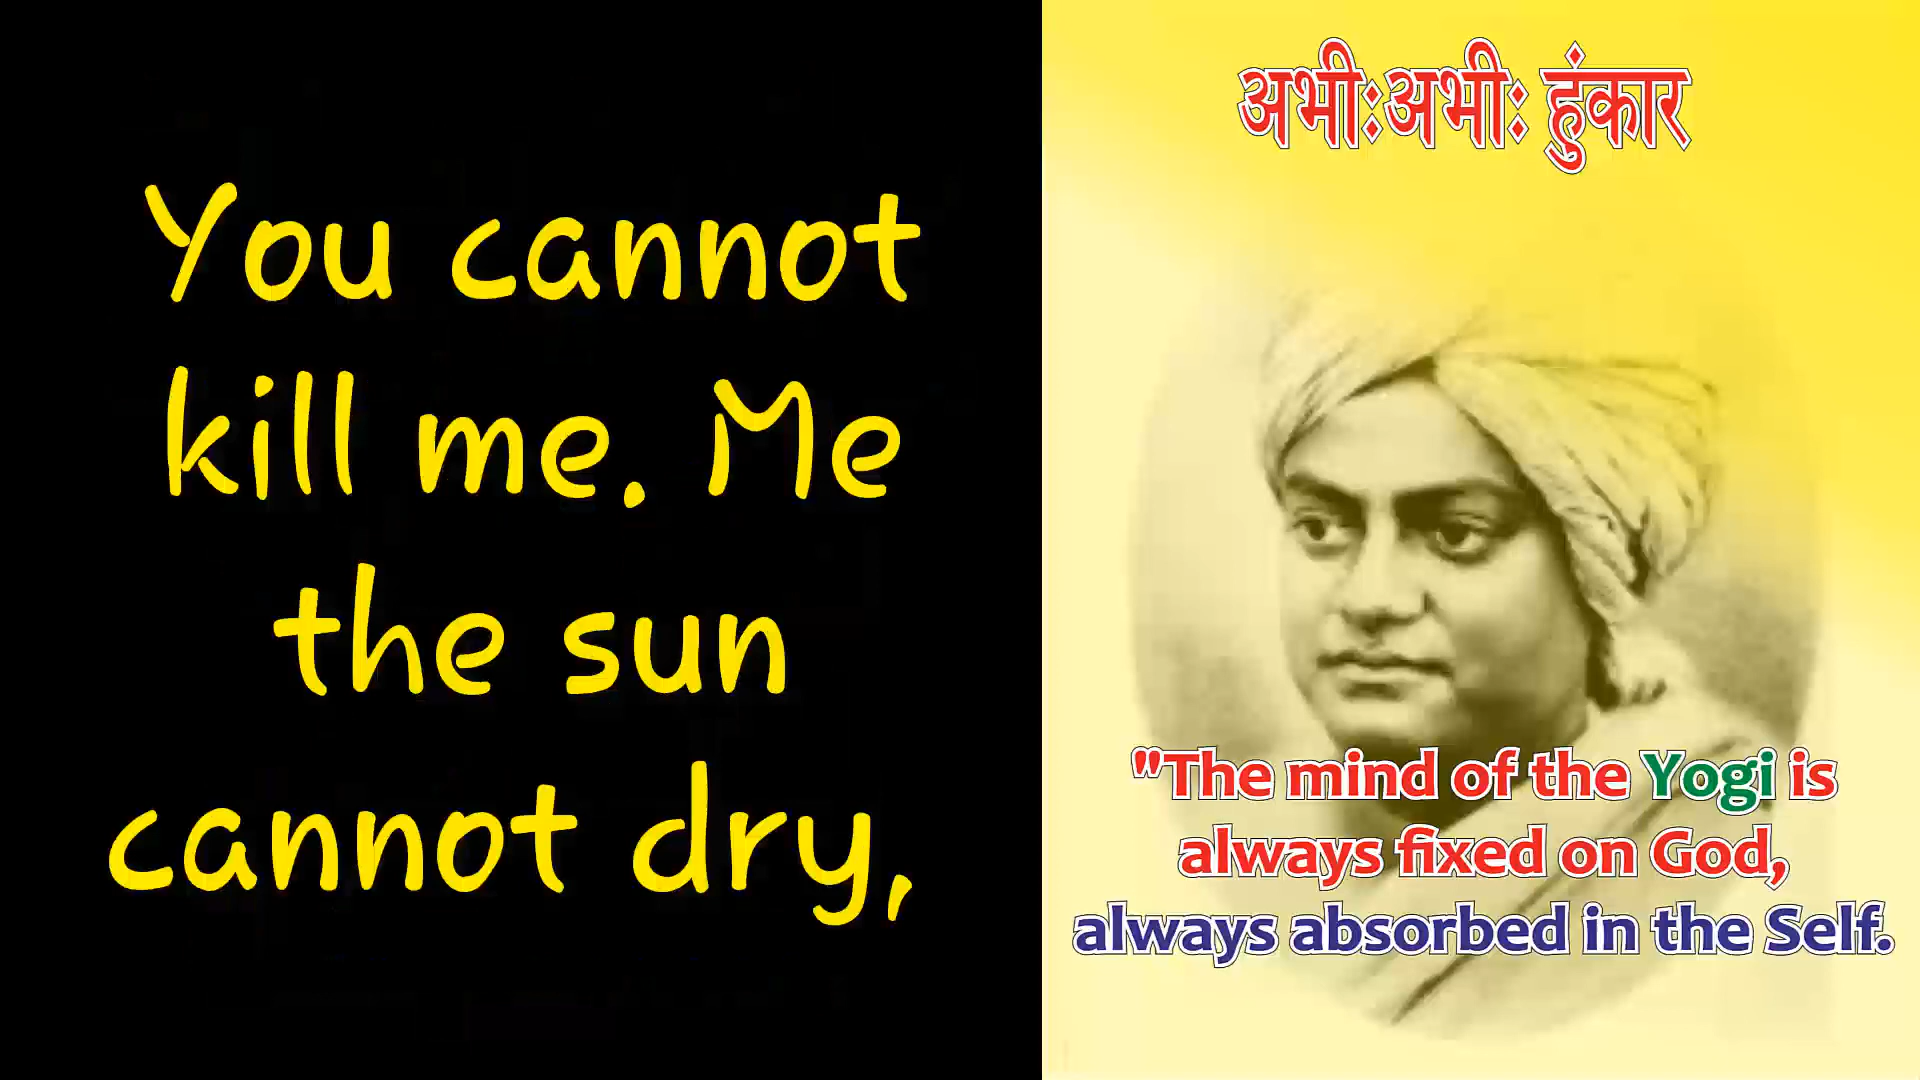 You cannot
kill me. Me
the sun
cannot dry,
अभीःअभीः हुंकार
"The mind of the Yogi is
always fixed on God,
always absorbed in the Self.